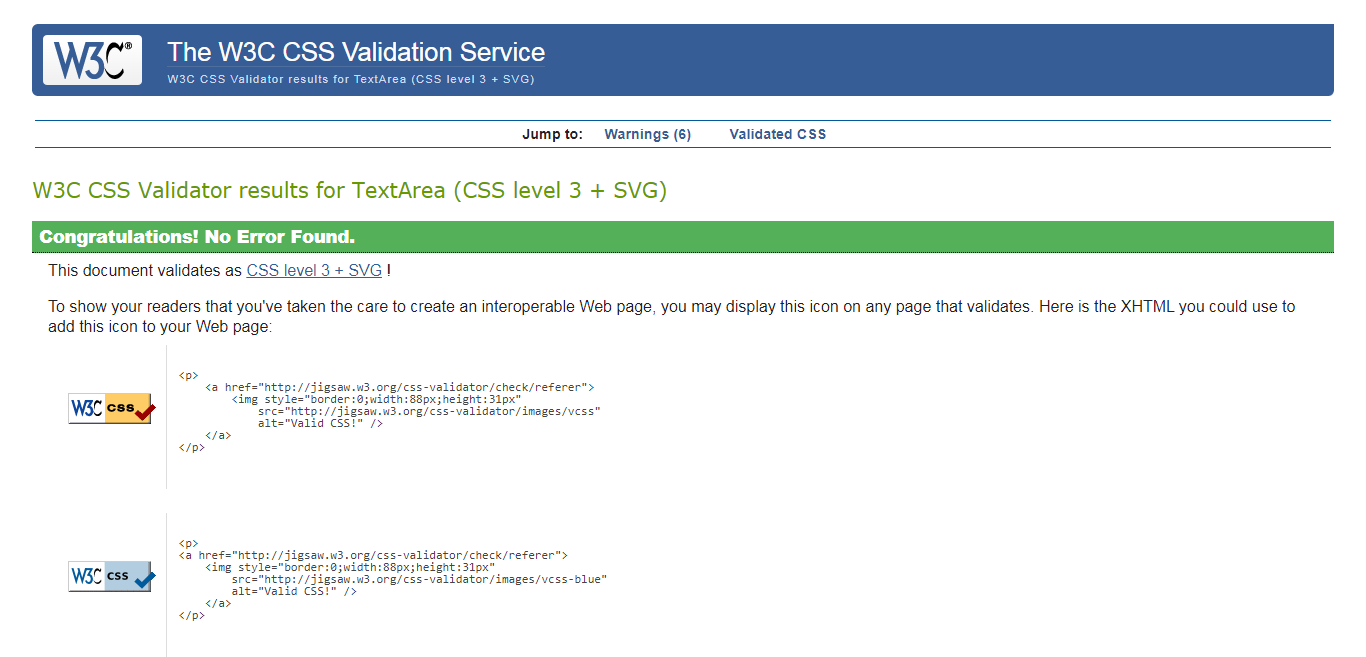 W3C®
The W3C CSS Validation Service
W3C CSS Validator results for TextArea (CSS level 3 + SVG)
Jump to: Warnings (6) Validated CSS
W3C CSS Validator results for TextArea (CSS level 3 + SVG)
Congratulations! No Error Found.
This document validates as CSS level 3 + SVG !
To show your readers that you've taken the care to create an interoperable Web page, you may display this icon on any page that validates. Here is the XHTML you could use to
add this icon to your Web page:
W3C css
<p>
<a href="http://jigsaw.w3.org/css-validator/check/referer">
<img style="border:0;width:88px;height:31px"
src="http://jigsaw.w3.org/css-validator/images/vcss"
alt="Valid CSS!" />
</a>
</p>
W3C css
<p>
<a href="http://jigsaw.w3.org/css-validator/check/referer">
<img style="border:0;width:88px;height:31px"
src="http://jigsaw.w3.org/css-validator/images/vcss-blue"
alt="Valid CSS!" />
</a>
</p>